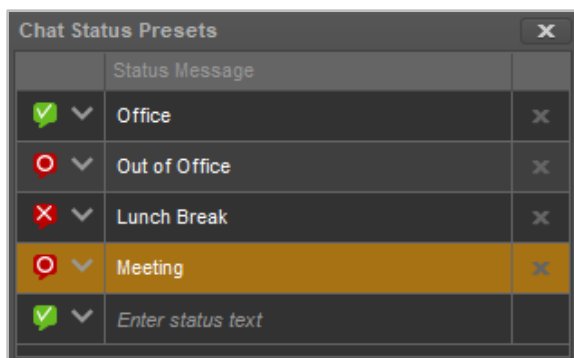 Chat Status Presets
Status Message
Office
Out of Office
Lunch Break
Meeting
Enter status text